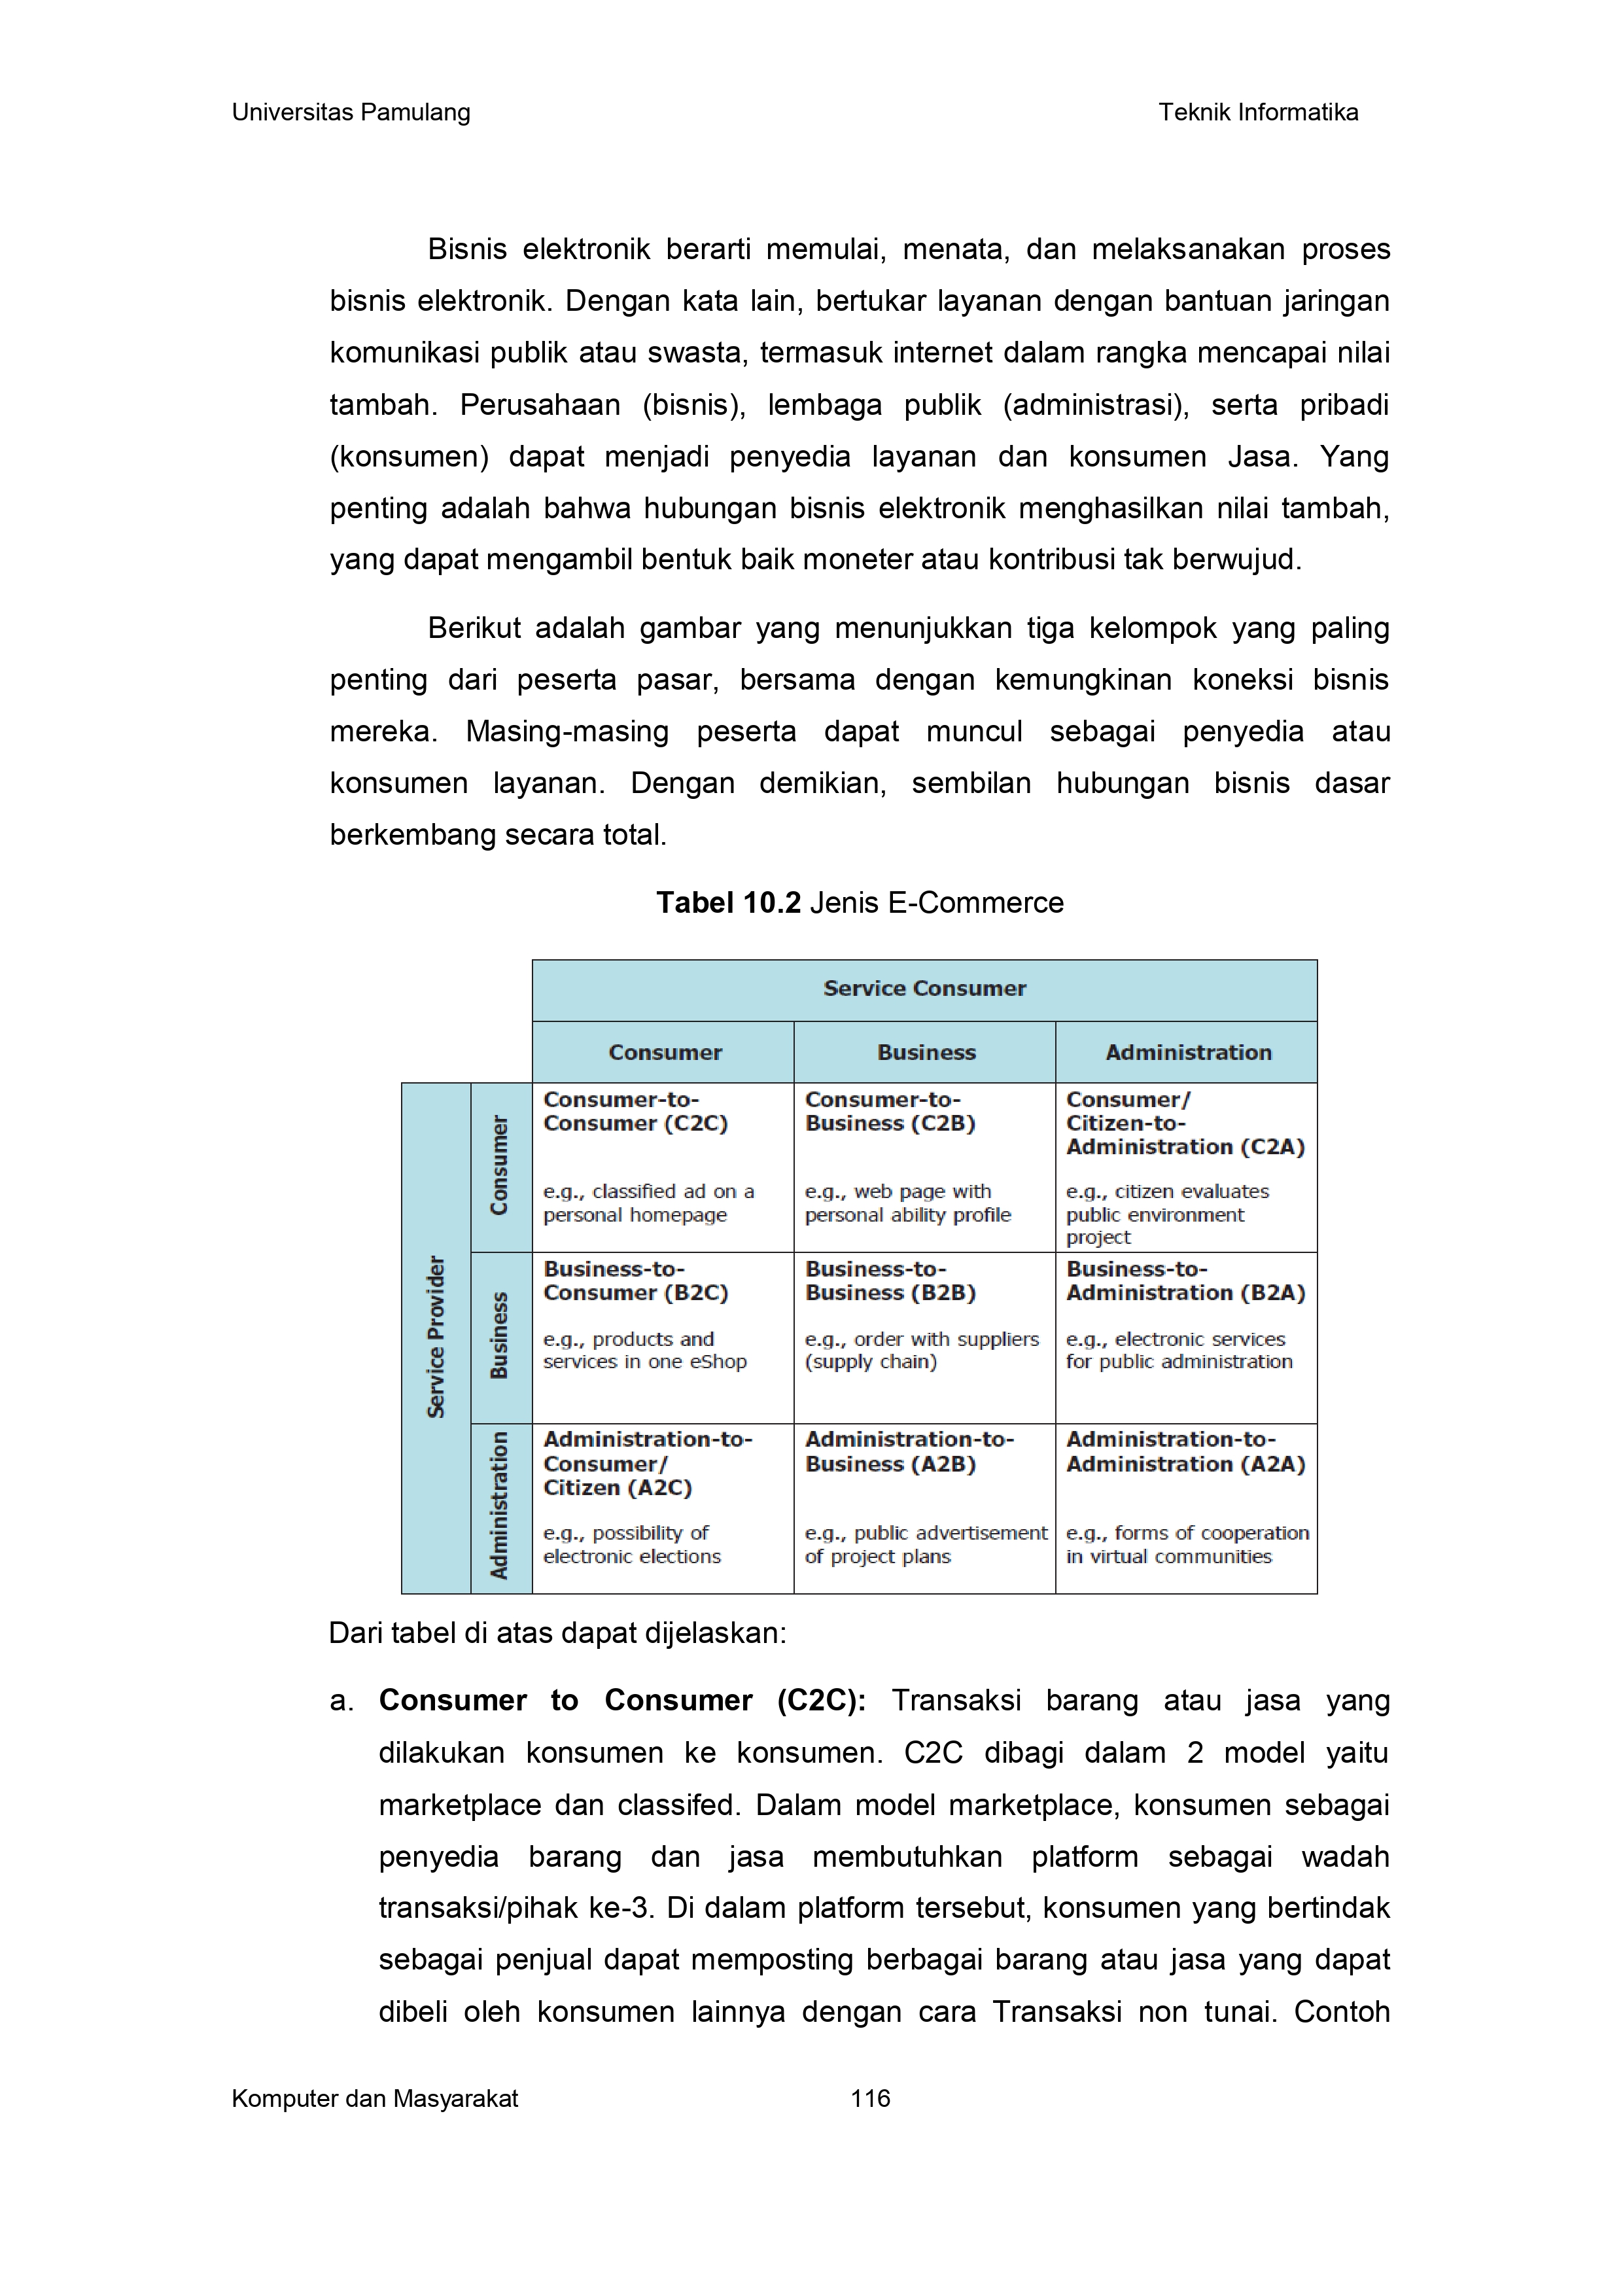 Universitas Pamulang Teknik Informatika
Bisnis elektronik berarti memulai, menata, dan melaksanakan proses
bisnis elektronik. Dengan kata lain, bertukar layanan dengan bantuan jaringan
komunikasi publik atau swasta, termasuk internet dalam rangka mencapai nilai
tambah. Perusahaan (bisnis), lembaga publik (administrasi), serta pribadi
(konsumen) dapat menjadi penyedia layanan dan konsumen Jasa. Yang
penting adalah bahwa hubungan bisnis elektronik menghasilkan nilai tambah,
yang dapat mengambil bentuk baik moneter atau kontribusi tak berwujud.
Berikut adalah gambar yang menunjukkan tiga kelompok yang paling
penting dari peserta pasar, bersama dengan kemungkinan koneksi bisnis
mereka. Masing-masing peserta dapat muncul sebagai penyedia atau
konsumen layanan. Dengan demikian, sembilan hubungan bisnis dasar
berkembang secara total.
Tabel 10.2 Jenis E-Commerce
Service Consumer
Consumer Business Administration
Service Provider
Consumer
Consumer-to-
Consumer (C2C)
e.g., classified ad on a
personal homepage
Consumer-to-
Business (C2B)
e.g., web page with
personal ability profile
Consumer/
Citizen-to-
Administration (C2A)
e.g., citizen evaluates
public environment
project
Business
Business-to-
Consumer (B2C)
e.g., products and
services in one eShop
Business-to-
Business (B2B)
e.g., order with suppliers
(supply chain)
Business-to-
Administration (B2A)
e.g., electronic services
for public administration
Administration
Administration-to-
Consumer/
Citizen (A2C)
e.g., possibility of
electronic elections
Administration-to-
Business (A2B)
e.g., public advertisement
of project plans
Administration-to-
Administration (A2A)
e.g., forms of cooperation
in virtual communities
Dari tabel di atas dapat dijelaskan:
a. Consumer to Consumer (C2C): Transaksi barang atau jasa yang
dilakukan konsumen ke konsumen. C2C dibagi dalam 2 model yaitu
marketplace dan classifed. Dalam model marketplace, konsumen sebagai
penyedia barang dan jasa membutuhkan platform sebagai wadah
transaksi/pihak ke-3. Di dalam platform tersebut, konsumen yang bertindak
sebagai penjual dapat memposting berbagai barang atau jasa yang dapat
dibeli oleh konsumen lainnya dengan cara Transaksi non tunai. Contoh
Komputer dan Masyarakat 116